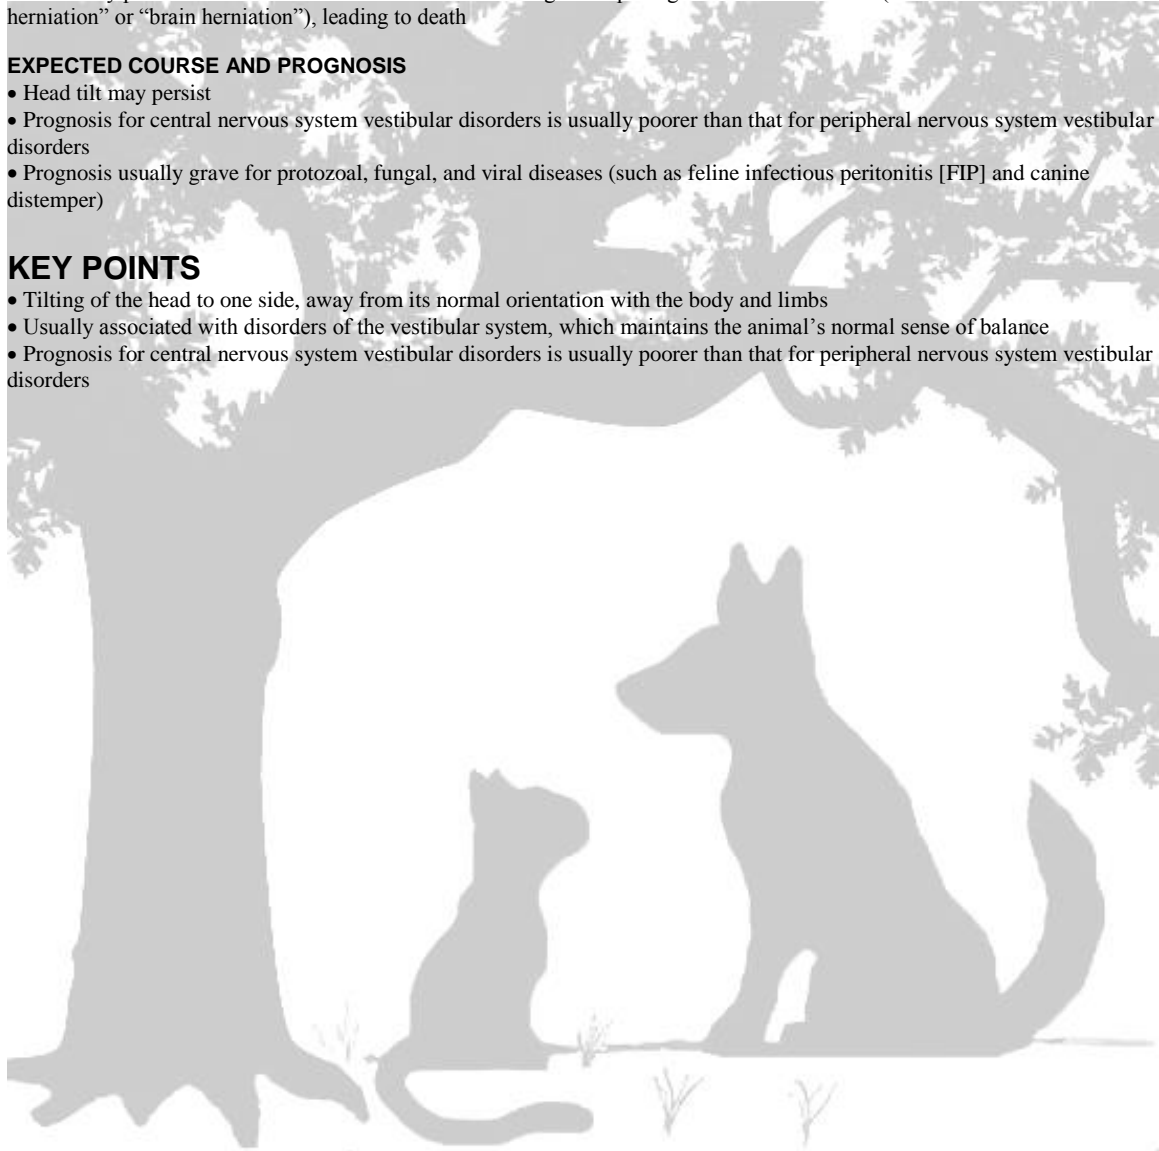 herniation” or “brain herniation”), leading to death
EXPECTED COURSE AND PROGNOSIS
• Head tilt may persist
• Prognosis for central nervous system vestibular disorders is usually poorer than that for peripheral nervous system vestibular
disorders
• Prognosis usually grave for protozoal, fungal, and viral diseases (such as feline infectious peritonitis [FIP] and canine
distemper)
KEY POINTS
• Tilting of the head to one side, away from its normal orientation with the body and limbs
• Usually associated with disorders of the vestibular system, which maintains the animal’s normal sense of balance
• Prognosis for central nervous system vestibular disorders is usually poorer than that for peripheral nervous system vestibular
disorders